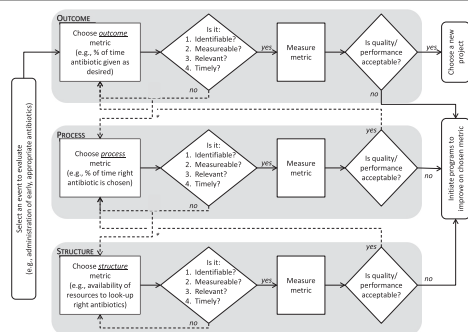 OUTCOME
Choose outcome
metric
(e.g., % of time
antibiotic given as
desired)
Is it:
1. Identifiable?
2. Measureable?
3. Relevant?
4. Timely?
yes
no
Measure
metric
Is quality/
performance
acceptable?
yes
no
Choose a new
project
Select an event to evaluate
(e.g., administration of early, appropriate antibiotics)
*
PROCESS
Choose process
metric
(e.g., % of time right
antibiotic is chosen)
Is it:
1. Identifiable?
2. Measureable?
3. Relevant?
4. Timely?
yes
no
Measure
metric
yes
Is quality/
performance
acceptable?
no
Initiate programs to
improve on chosen metric
*
STRUCTURE
Choose structure
metric
(e.g., availability of
resources to look-up
right antibiotics)
Is it:
1. Identifiable?
2. Measureable?
3. Relevant?
4. Timely?
yes
no
Measure
metric
yes
Is quality/
performance
acceptable?
no